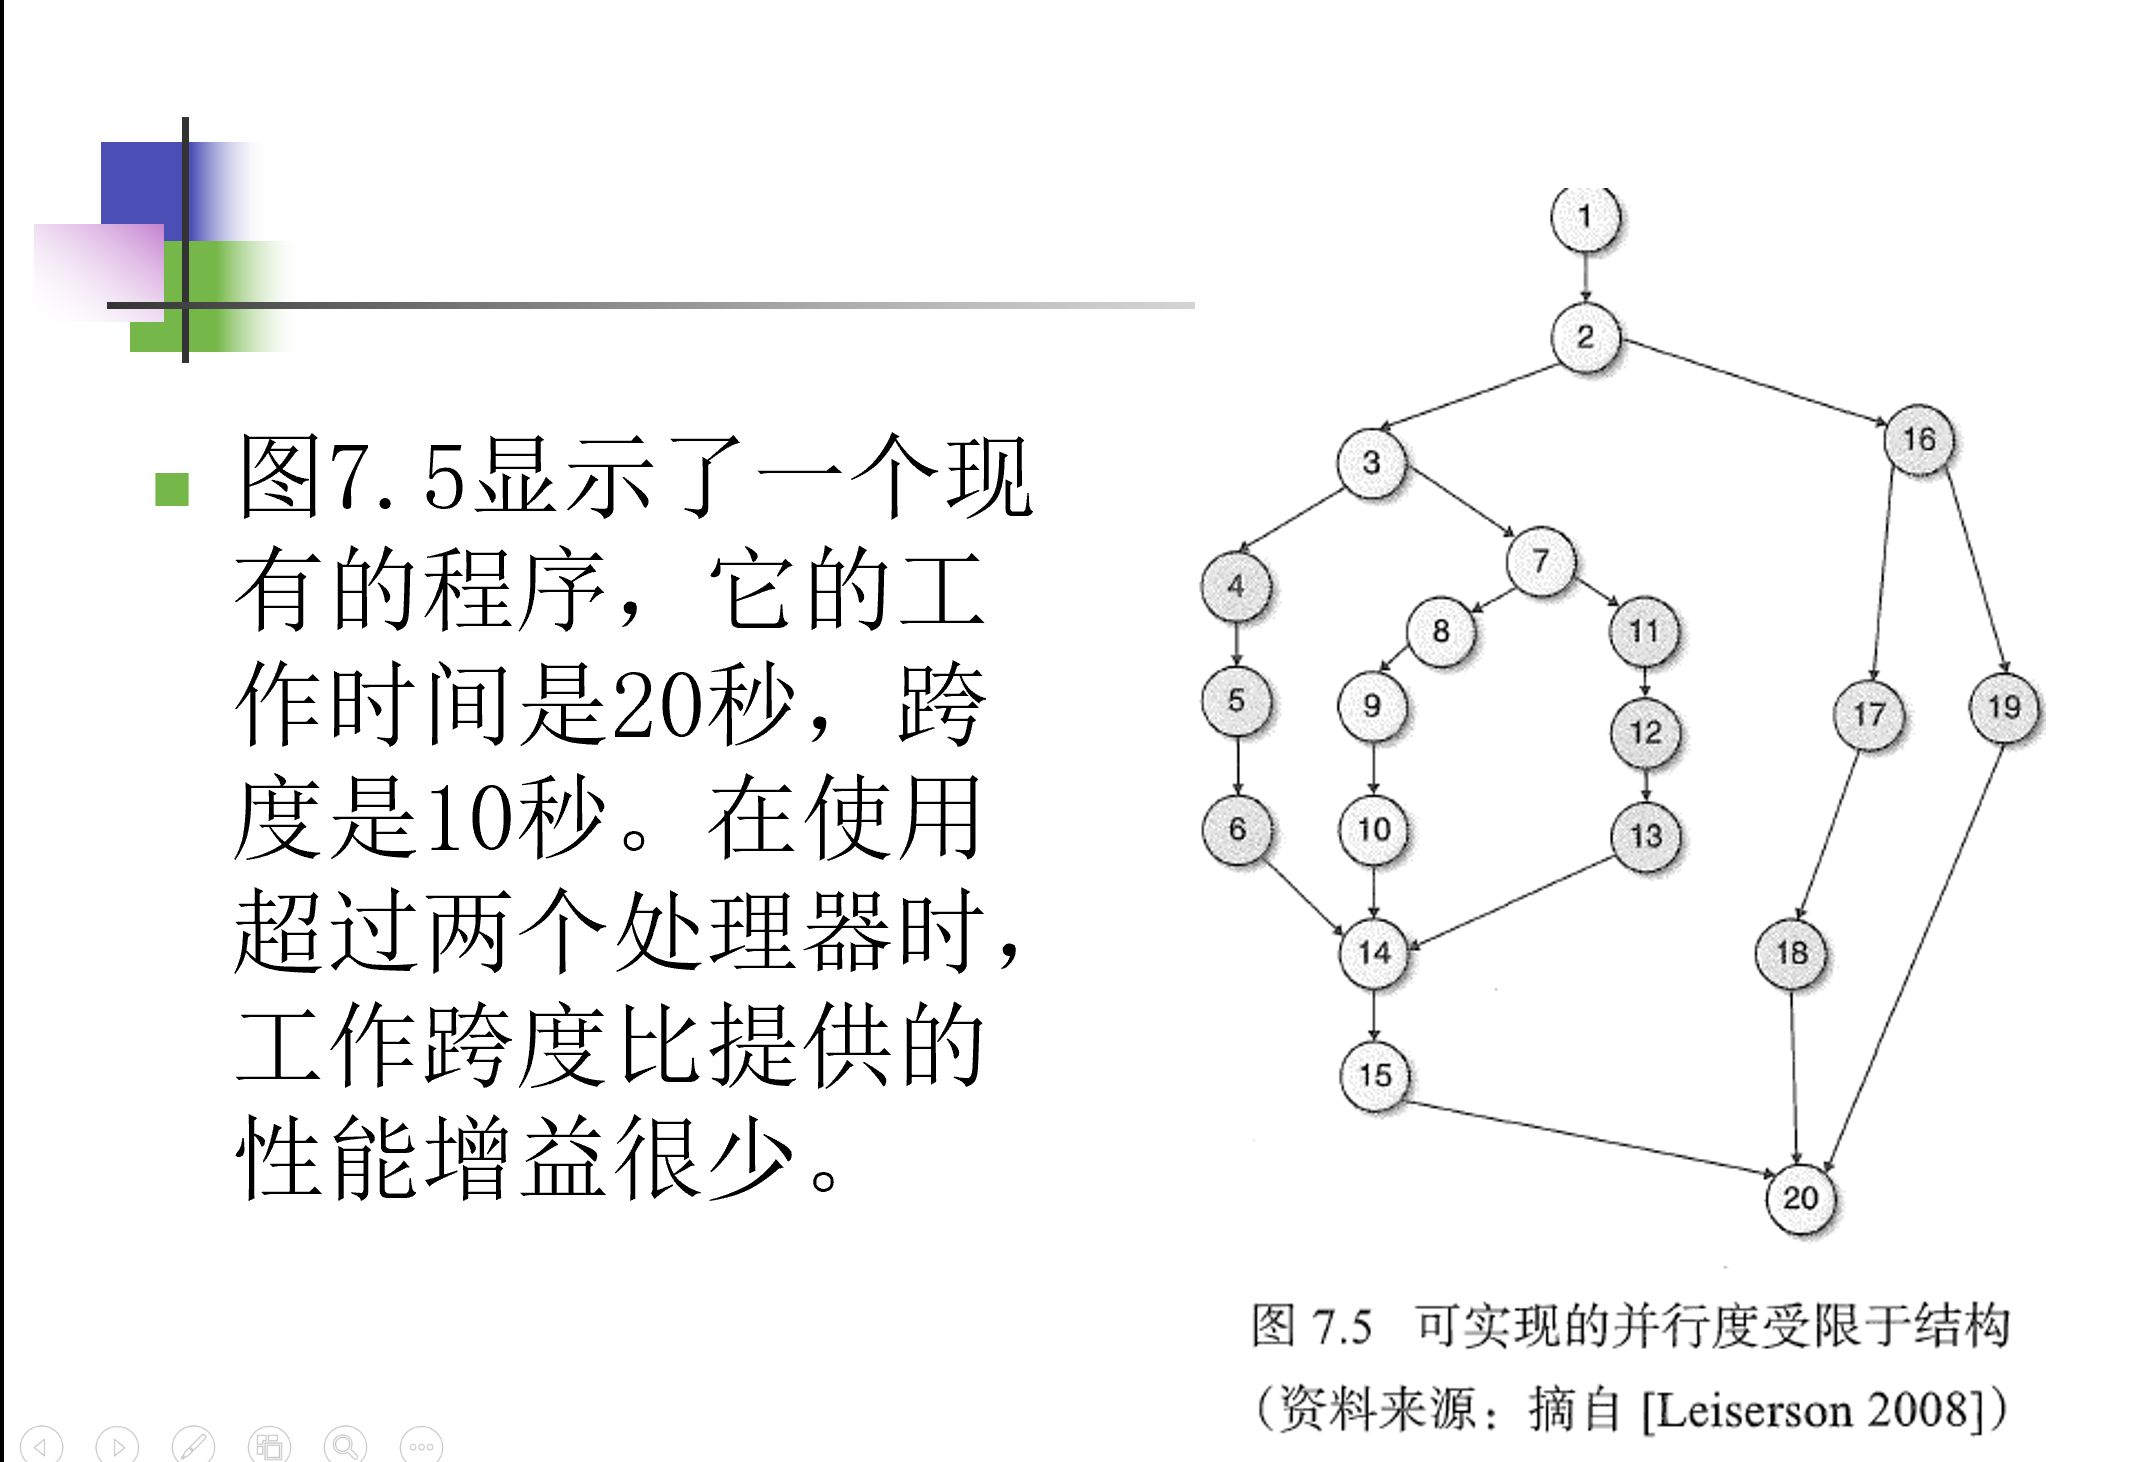 图7.5显示了一个现
有的程序，它的工
作时间是20秒，跨
度是10秒。在使用
超过两个处理器时，
工作跨度比提供的
性能增益很少。
1
2
16
3
7
4
8
11
5
9
12
17
19
6
10
13
14
18
15
20
图 7.5 可实现的并行度受限于结构
（资料来源：摘自 [Leiserson 2008]）